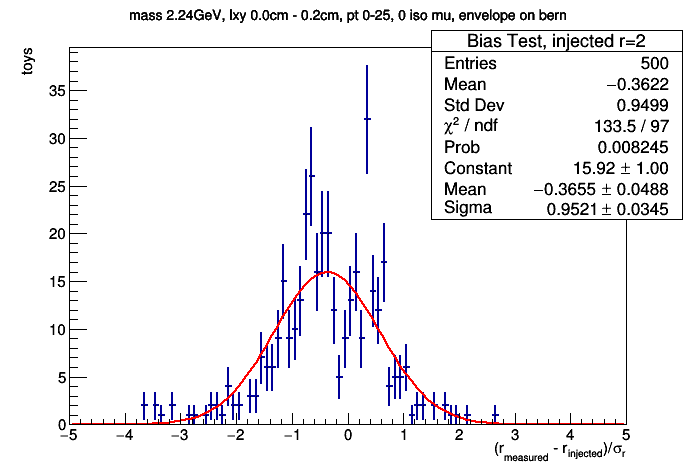 mass 2.24GeV, lxy 0.0cm - 0.2cm, pt 0-25, 0 iso mu, envelope on bern
toys
Bias Test, injected r=2
Entries 500
Mean −0.3622
Std Dev 0.9499
χ² / ndf 133.5 / 97
Prob 0.008245
Constant 15.92 ± 1.00
Mean −0.3655 ± 0.0488
Sigma 0.9521 ± 0.0345
35
30
25
20
15
10
5
0
−5 −4 −3 −2 −1 0 1 2 3 4 5
(r_measured - r_injected)/σ_r